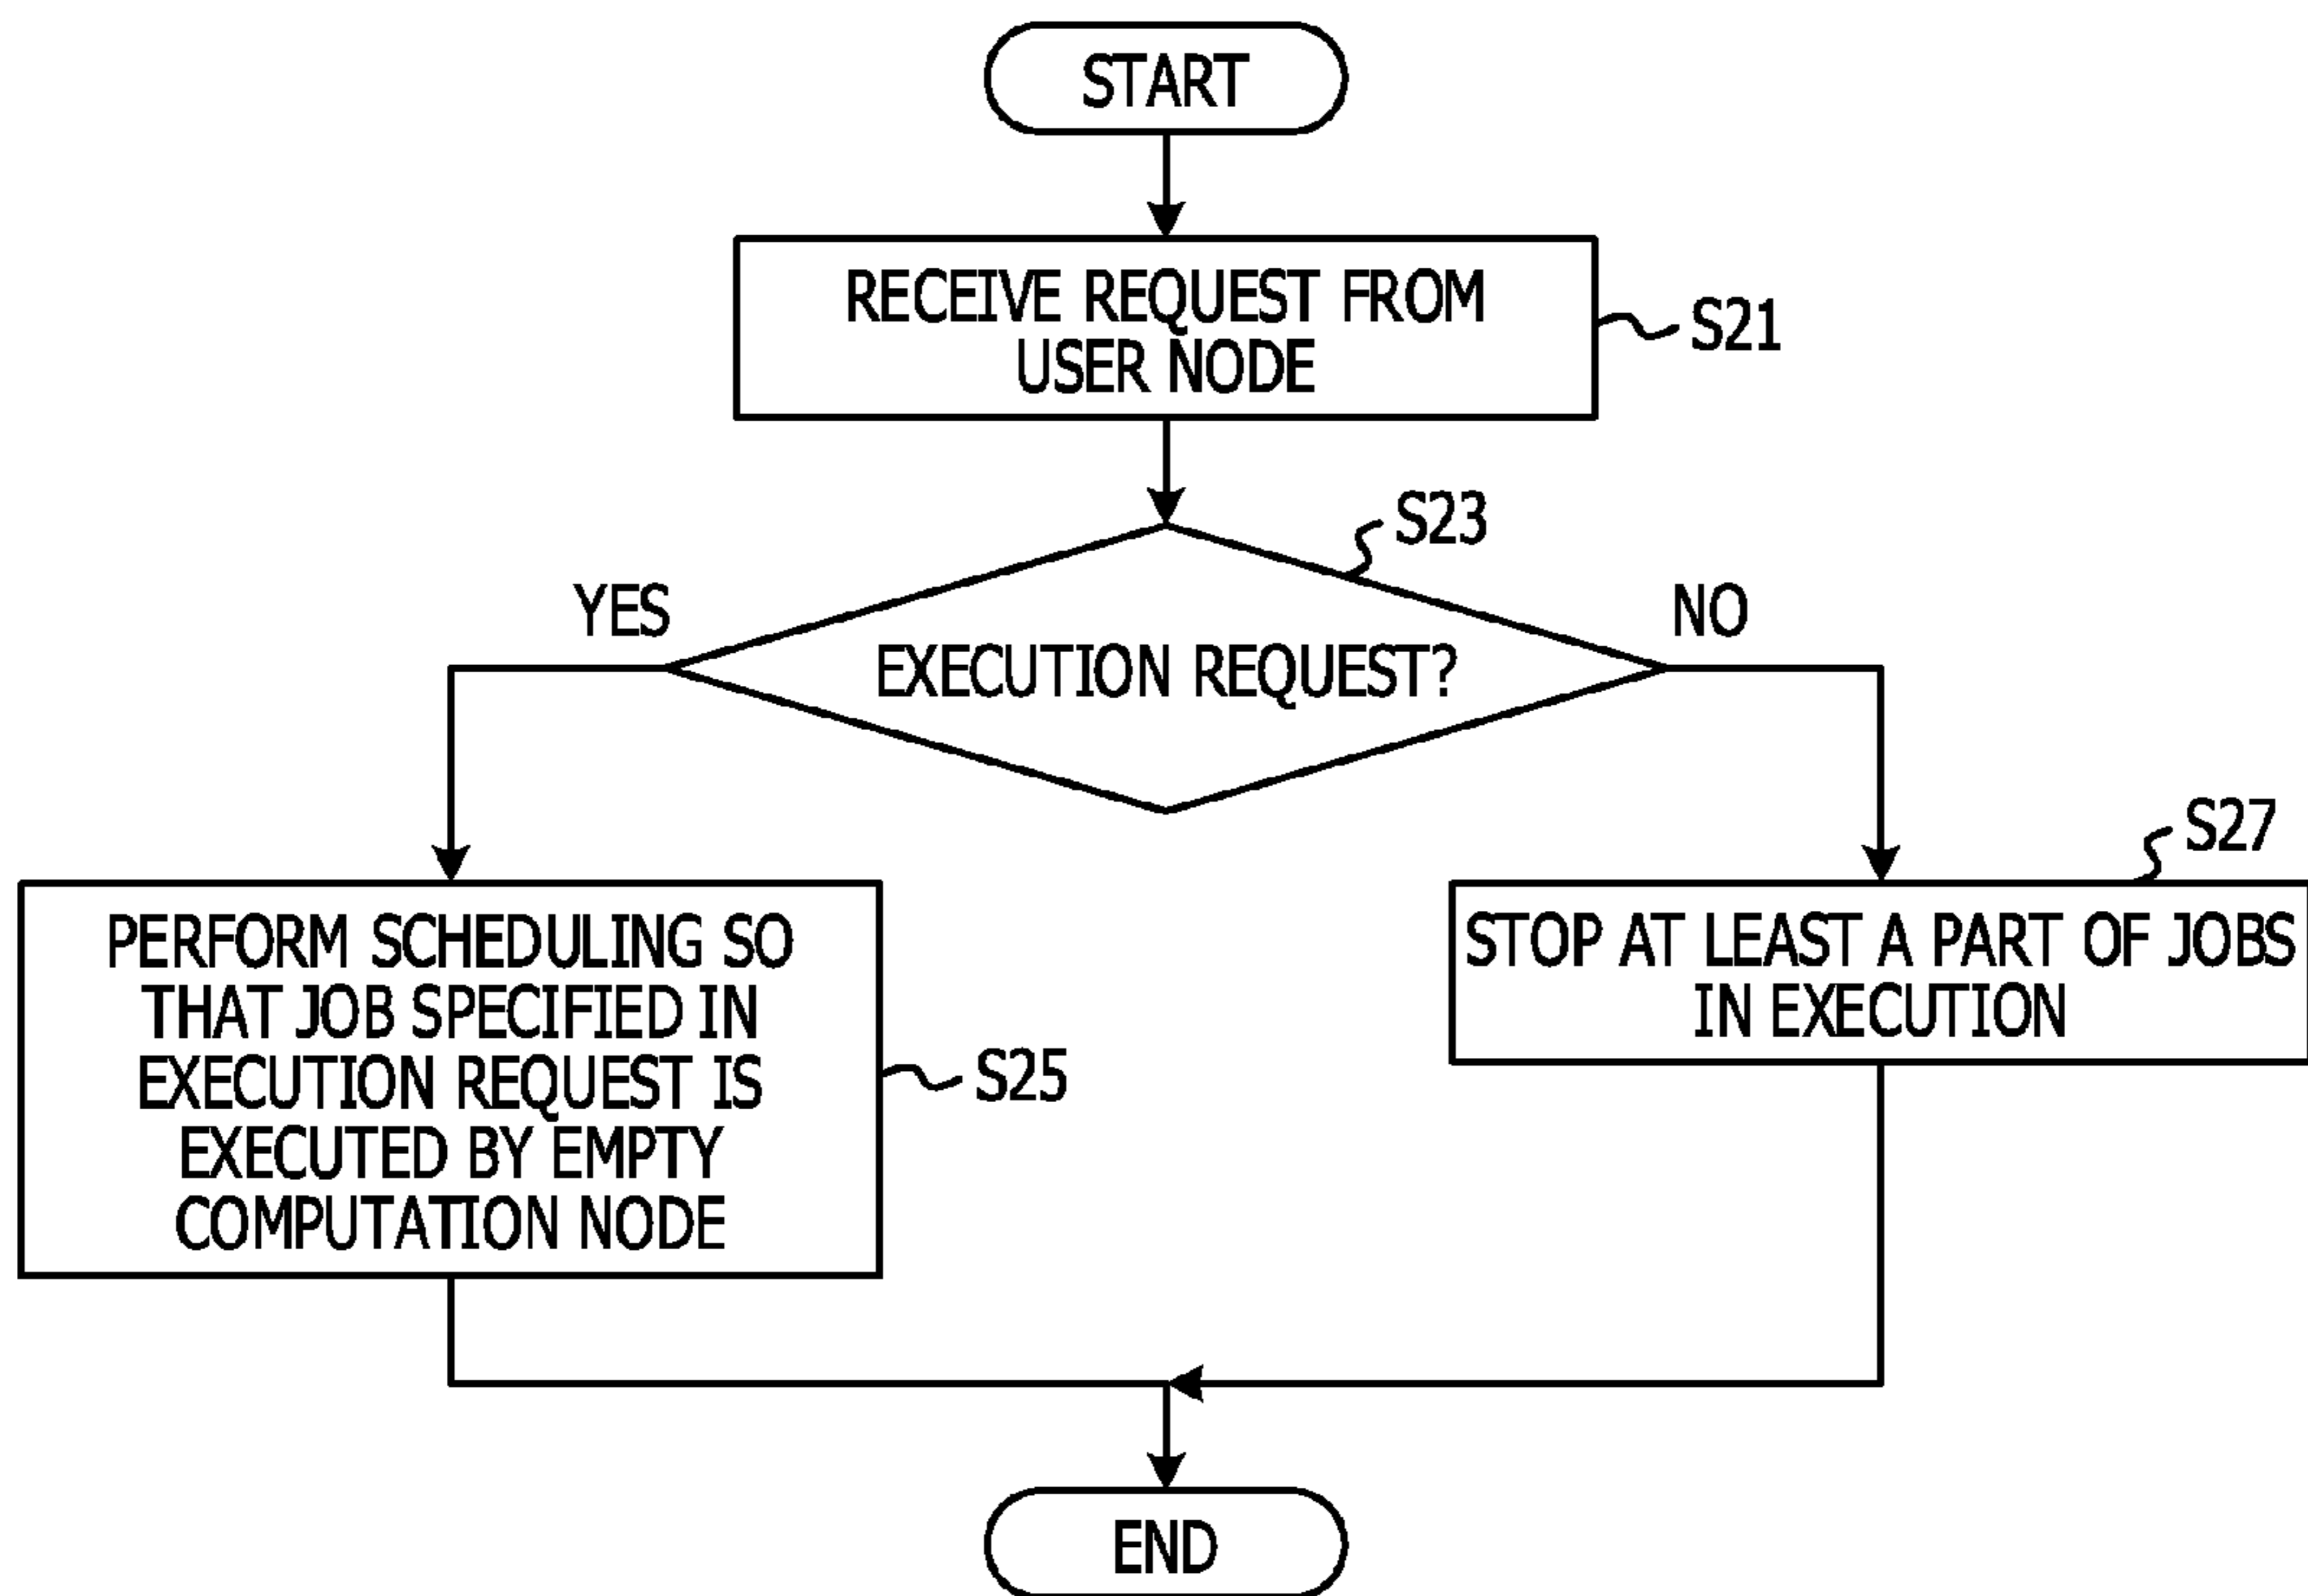 START
RECEIVE REQUEST FROM
USER NODE
S21
S23
YES
NO
EXECUTION REQUEST?
S27
PERFORM SCHEDULING SO
THAT JOB SPECIFIED IN
EXECUTION REQUEST IS
EXECUTED BY EMPTY
COMPUTATION NODE
S25
STOP AT LEAST A PART OF JOBS
IN EXECUTION
END